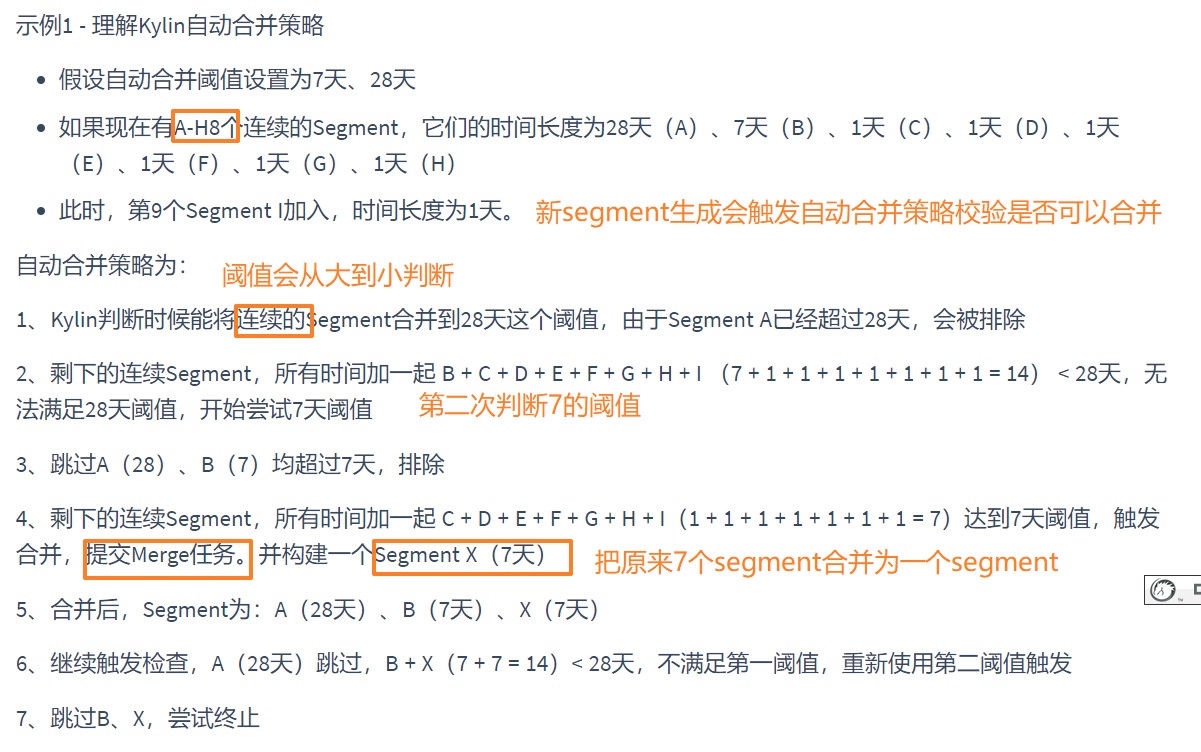 示例1 - 理解Kylin自动合并策略
• 假设自动合并阈值设置为7天、28天
• 如果现在有A-H8个连续的Segment，它们的时间长度为28天（A）、7天（B）、1天（C）、1天（D）、1天
（E）、1天（F）、1天（G）、1天（H）
• 此时，第9个Segment I加入，时间长度为1天。 新segment生成会触发自动合并策略校验是否可以合并
自动合并策略为： 阈值会从大到小判断
1、Kylin判断时候能将连续的Segment合并到28天这个阈值，由于Segment A已经超过28天，会被排除
2、剩下的连续Segment，所有时间加一起 B + C + D + E + F + G + H + I （7 + 1 + 1 + 1 + 1 + 1 + 1 + 1 = 14） < 28天，无
法满足28天阈值，开始尝试7天阈值 第二次判断7的阈值
3、跳过A（28）、B（7）均超过7天，排除
4、剩下的连续Segment，所有时间加一起 C + D + E + F + G + H + I（1 + 1 + 1 + 1 + 1 + 1 + 1 = 7）达到7天阈值，触发
合并，提交Merge任务。并构建一个Segment X（7天） 把原来7个segment合并为一个segment
5、合并后，Segment为：A（28天）、B（7天）、X（7天）
6、继续触发检查，A（28天）跳过，B + X（7 + 7 = 14）< 28天，不满足第一阈值，重新使用第二阈值触发
7、跳过B、X，尝试终止